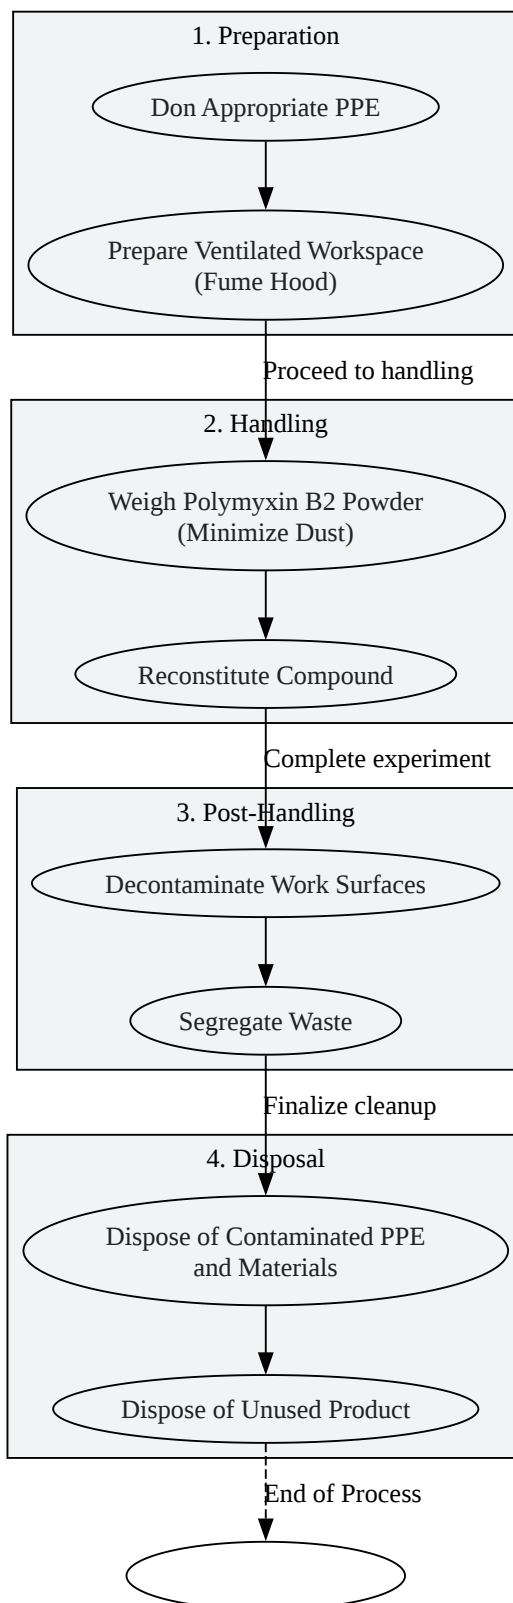 1. Preparation
Don Appropriate PPE
Prepare Ventilated Workspace
(Fume Hood)
Proceed to handling
2. Handling
Weigh Polymyxin B2 Powder
(Minimize Dust)
Reconstitute Compound
Complete experiment
3. Post-Handling
Decontaminate Work Surfaces
Segregate Waste
Finalize cleanup
4. Disposal
Dispose of Contaminated PPE
and Materials
Dispose of Unused Product
End of Process